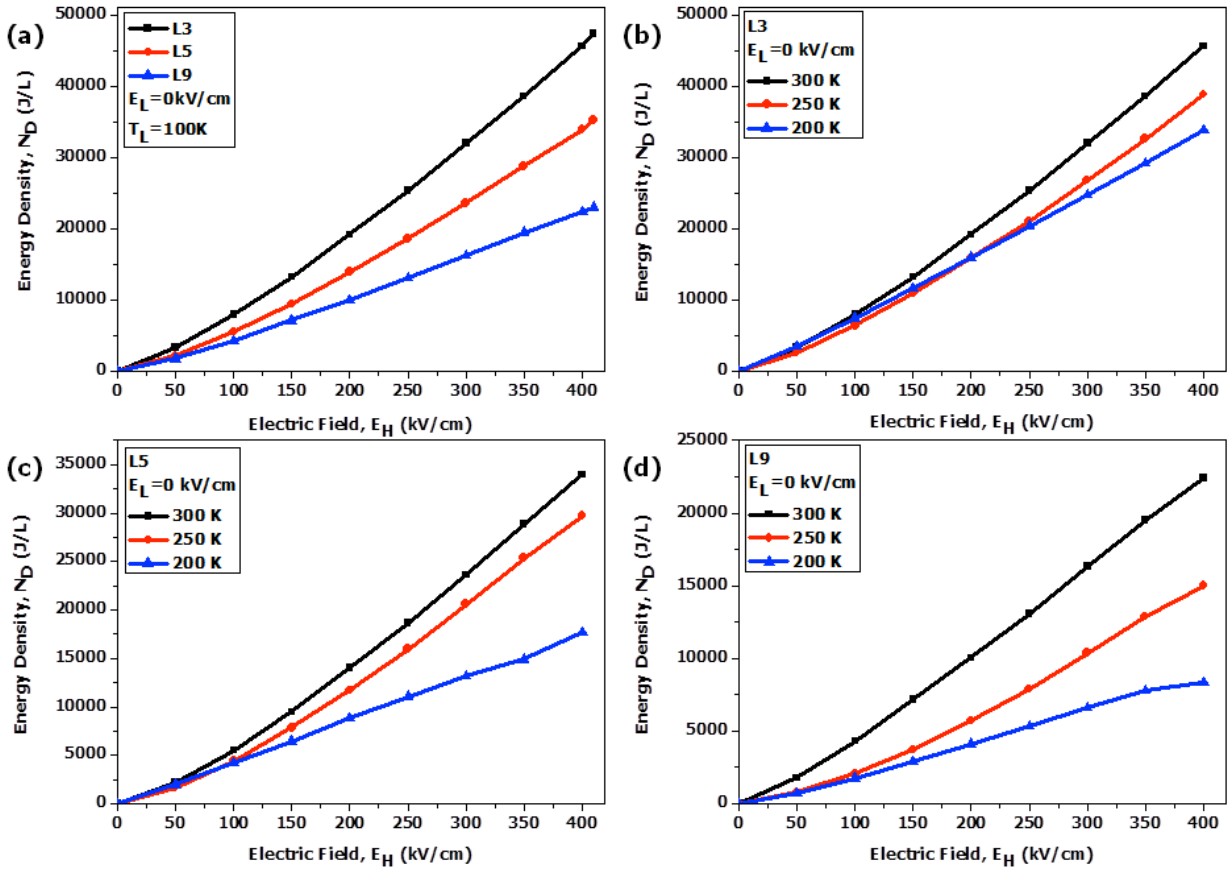 (a)
L3
L5
L9
E_L=0kV/cm
T_L=100K
50000
40000
30000
20000
10000
0
Energy Density, N_D (J/L)
0 50 100 150 200 250 300 350 400
Electric Field, E_H (kV/cm)
(b)
L3
E_L=0 kV/cm
300 K
250 K
200 K
50000
40000
30000
20000
10000
0
Energy Density, N_D (J/L)
0 50 100 150 200 250 300 350 400
Electric Field, E_H (kV/cm)
(c)
L5
E_L=0 kV/cm
300 K
250 K
200 K
35000
30000
25000
20000
15000
10000
5000
0
Energy Density, N_D (J/L)
0 50 100 150 200 250 300 350 400
Electric Field, E_H (kV/cm)
(d)
L9
E_L=0 kV/cm
300 K
250 K
200 K
25000
20000
15000
10000
5000
0
Energy Density, N_D (J/L)
0 50 100 150 200 250 300 350 400
Electric Field, E_H (kV/cm)